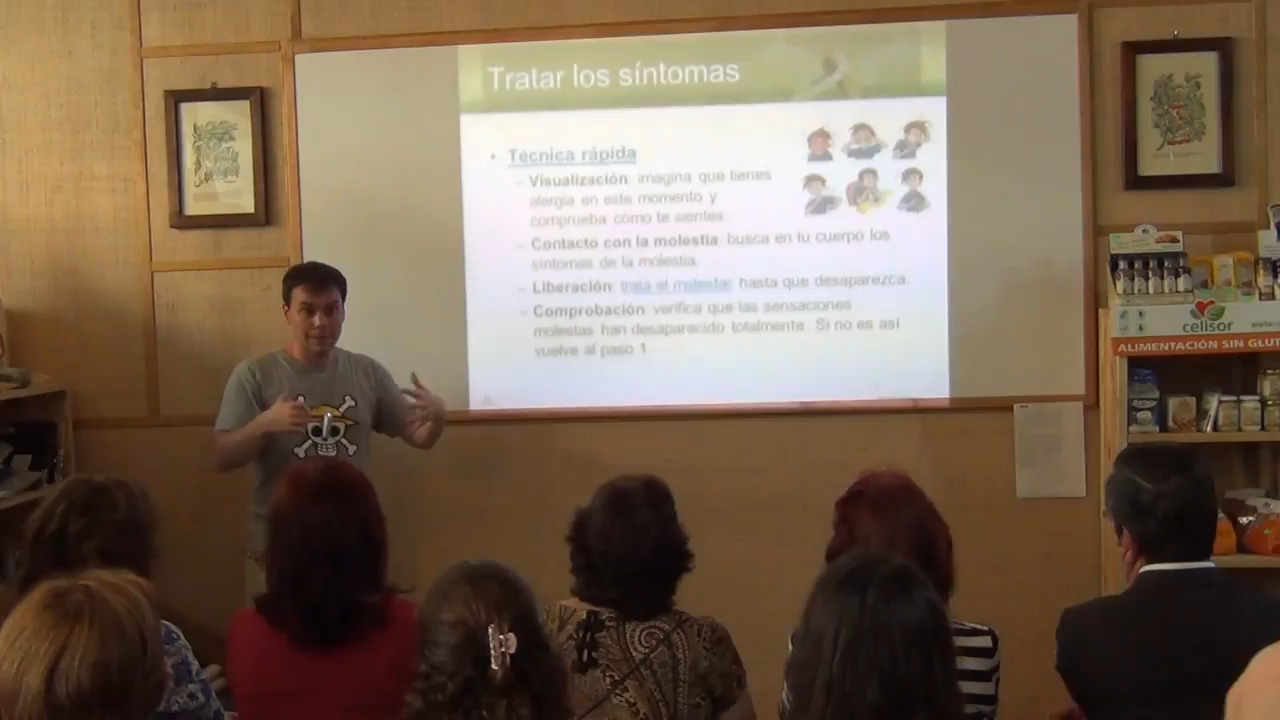 Tratar los síntomas
• Técnica rápida
– Visualización: imagina que tienes
alergia en este momento y
comprueba cómo te sientes.
– Contacto con la molestia: busca en tu cuerpo los
síntomas de la molestia.
– Liberación: trata el malestar hasta que desaparezca.
– Comprobación: verifica que las sensaciones
molestas han desaparecido totalmente. Si no es así
vuelve al paso 1
celisor
ALIMENTACIÓN SIN GLUT